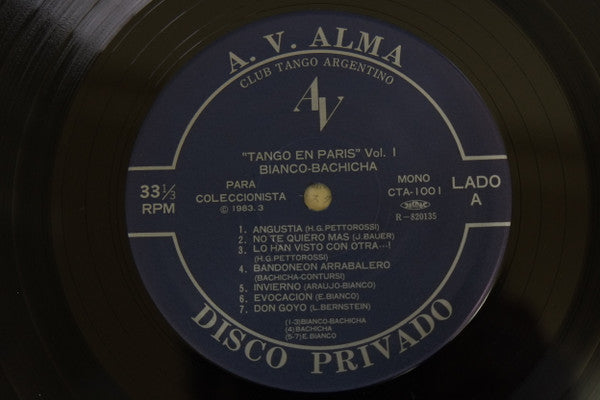 A. V. ALMA
CLUB TANGO ARGENTINO
AV
"TANGO EN PARIS" Vol. 1
BIANCO-BACHICHA
33 1/3
RPM
PARA
COLECCIONISTA
℗ 1983.3
MONO
CTA-1001
R-820135
LADO
A
1. ANGUSTIA (H.G. PETTOROSSI)
2. NO TE QUIERO MAS (J.BAUER)
3. LO HAN VISTO CON OTRA…!
(H.G. PETTOROSSI)
4. BANDONEON ARRABALERO
(BACHICHA-CONTURSI)
5. INVIERNO (ARAUJO-BIANCO)
6. EVOCACION (E.BIANCO)
7. DON GOYO (L.BERNSTEIN)
(1-3)BIANCO-BACHICHA
(4)BACHICHA
(5-7)E.BIANCO
DISCO PRIVADO